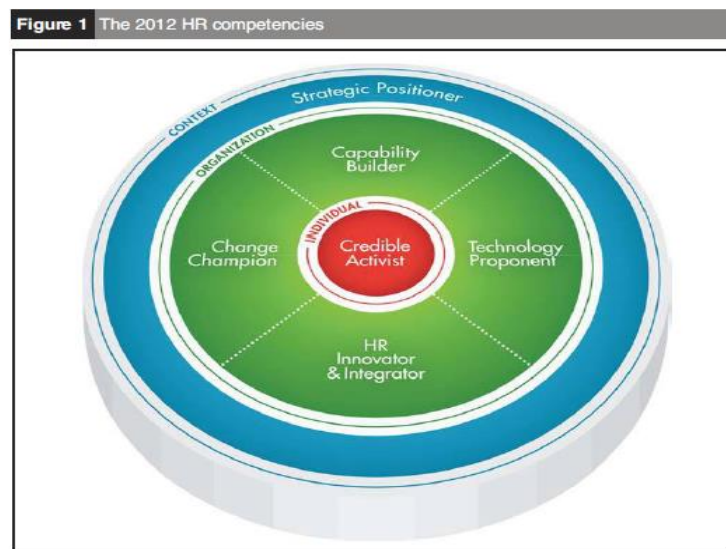 Figure 1 The 2012 HR competencies
CONTEXT
Strategic Positioner
ORGANIZATION
Capability
Builder
INDIVIDUAL
Change
Champion
Credible
Activist
Technology
Proponent
HR
Innovator
& Integrator